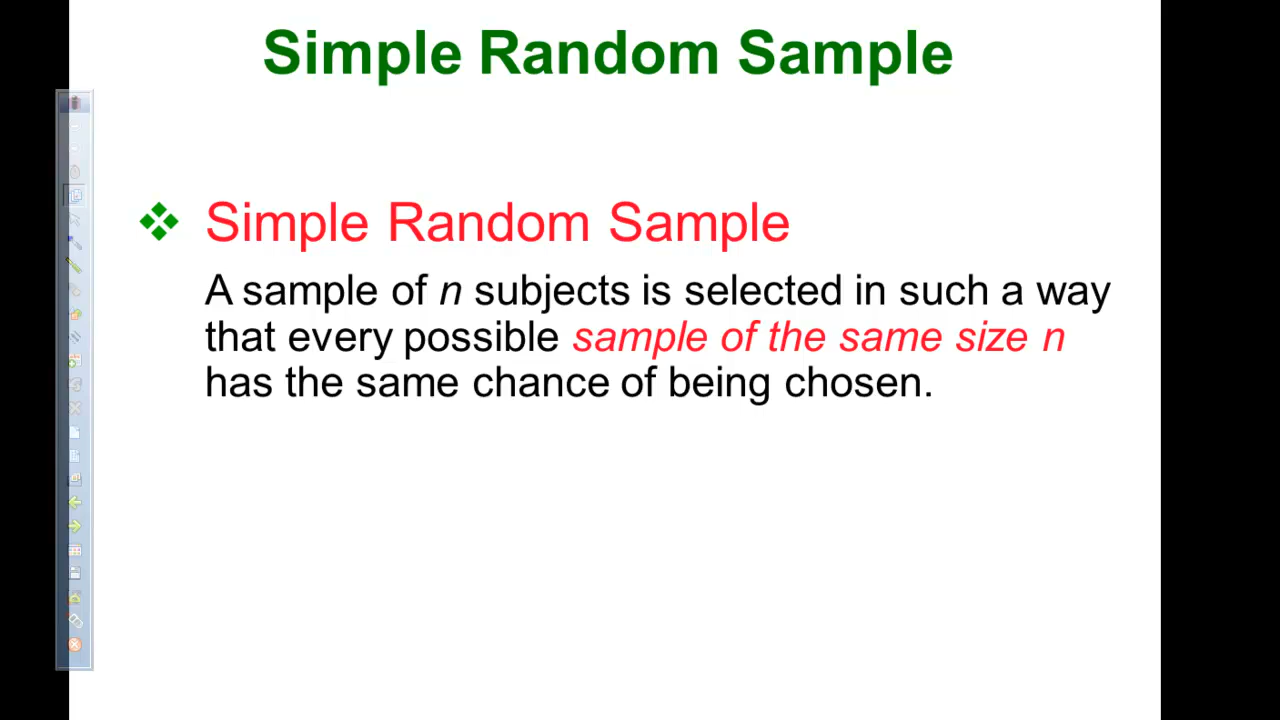 Simple Random Sample
Simple Random Sample
A sample of n subjects is selected in such a way
that every possible sample of the same size n
has the same chance of being chosen.